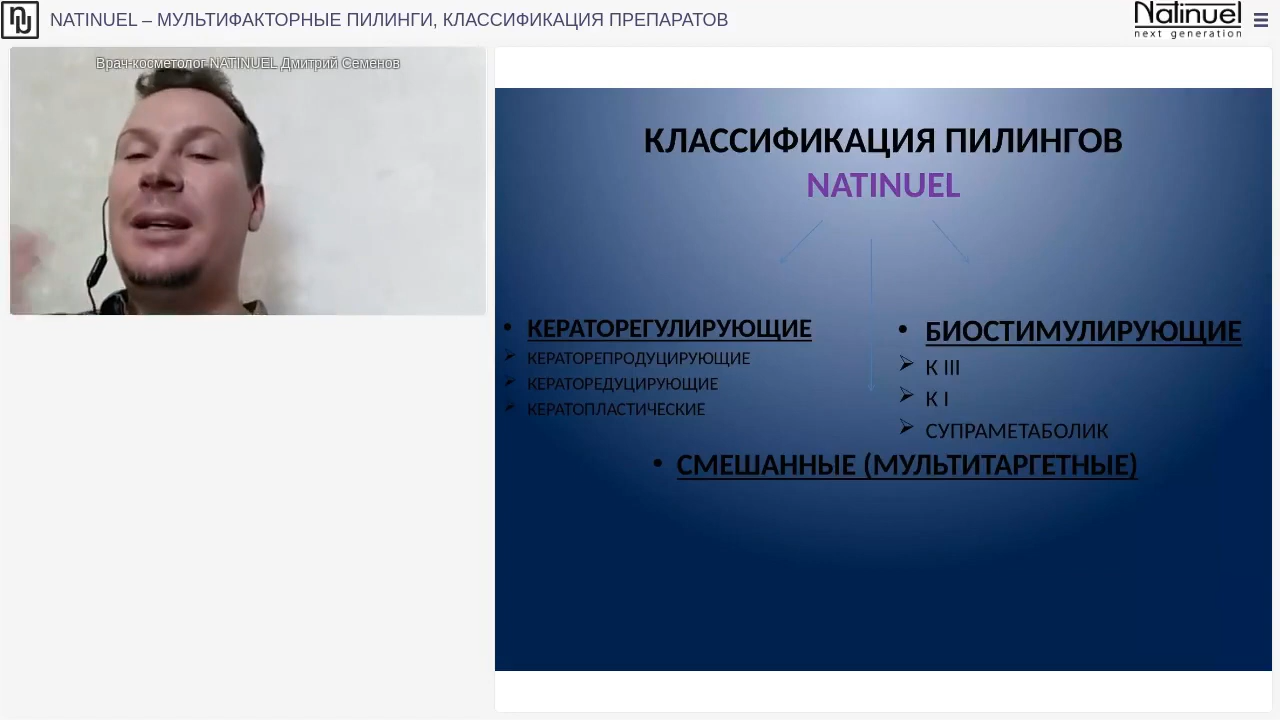 NATINUEL – МУЛЬТИФАКТОРНЫЕ ПИЛИНГИ, КЛАССИФИКАЦИЯ ПРЕПАРАТОВ
Natinuel
next generation
Врач-косметолог NATINUEL Дмитрий Семенов
КЛАССИФИКАЦИЯ ПИЛИНГОВ
NATINUEL
• КЕРАТОРЕГУЛИРУЮЩИЕ
➢ КЕРАТОРЕПРОДУЦИРУЮЩИЕ
➢ КЕРАТОРЕДУЦИРУЮЩИЕ
➢ КЕРАТОПЛАСТИЧЕСКИЕ
• БИОСТИМУЛИРУЮЩИЕ
➢ К III
➢ К I
➢ СУПРАМЕТАБОЛИК
• СМЕШАННЫЕ (МУЛЬТИТАРГЕТНЫЕ)